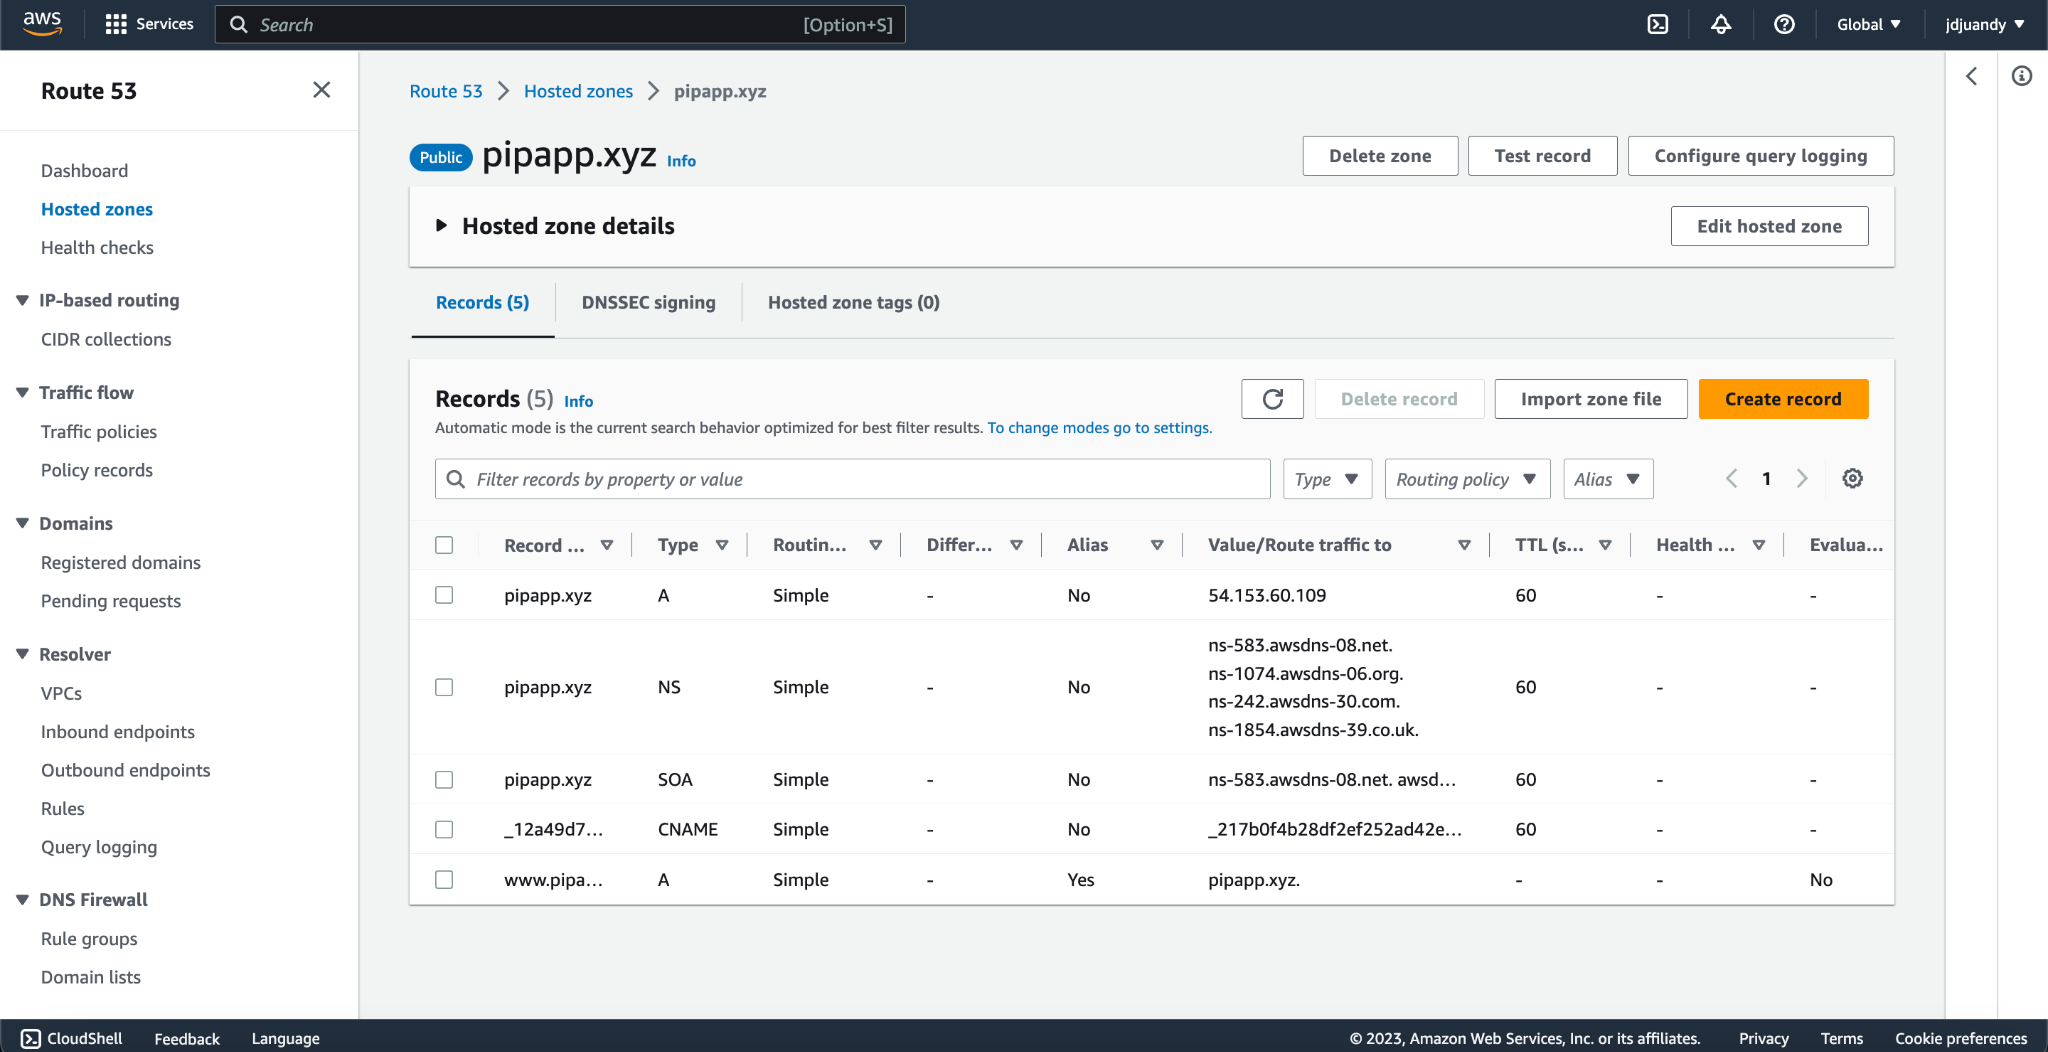 aws
Services
Search
[Option+S]
Global
jdjuandy
Route 53
Dashboard
Hosted zones
Health checks
IP-based routing
CIDR collections
Traffic flow
Traffic policies
Policy records
Domains
Registered domains
Pending requests
Resolver
VPCs
Inbound endpoints
Outbound endpoints
Rules
Query logging
DNS Firewall
Rule groups
Domain lists
Route 53 > Hosted zones > pipapp.xyz
Public pipapp.xyz Info
Delete zone
Test record
Configure query logging
Hosted zone details
Edit hosted zone
Records (5)
DNSSEC signing
Hosted zone tags (0)
Records (5) Info
Automatic mode is the current search behavior optimized for best filter results. To change modes go to settings.
Delete record
Import zone file
Create record
Filter records by property or value
Type
Routing policy
Alias
1
Record ... Type Routin... Differ... Alias Value/Route traffic to TTL (s... Health ... Evalua...
pipapp.xyz A Simple - No 54.153.60.109 60 - -
ns-583.awsdns-08.net.
ns-1074.awsdns-06.org.
pipapp.xyz NS Simple - No 60 - -
ns-242.awsdns-30.com.
ns-1854.awsdns-39.co.uk.
pipapp.xyz SOA Simple - No ns-583.awsdns-08.net. awsd... 60 - -
_12a49d7... CNAME Simple - No _217b0f4b28df2ef252ad42e... 60 - -
www.pipa... A Simple - Yes pipapp.xyz. - - No
CloudShell
Feedback
Language
© 2023, Amazon Web Services, Inc. or its affiliates.
Privacy
Terms
Cookie preferences